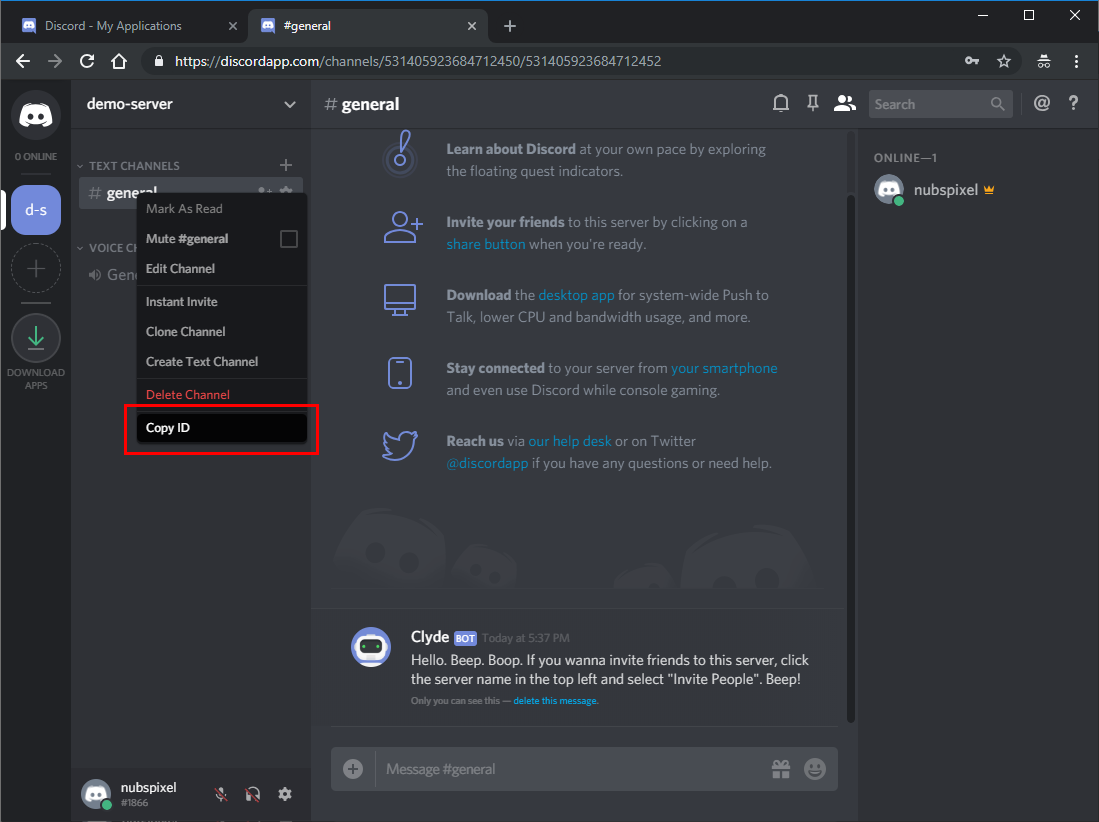 Discord - My Applications
#general
https://discordapp.com/channels/531405923684712450/531405923684712452
demo-server
# general
Search
0 ONLINE
TEXT CHANNELS
# general
d-s
VOICE
DOWNLOAD
APPS
Mark As Read
Mute #general
Edit Channel
Instant Invite
Clone Channel
Create Text Channel
Delete Channel
Copy ID
Learn about Discord at your own pace by exploring
the floating quest indicators.
Invite your friends to this server by clicking on a
share button when you're ready.
Download the desktop app for system-wide Push to
Talk, lower CPU and bandwidth usage, and more.
Stay connected to your server from your smartphone
and even use Discord while console gaming.
Reach us via our help desk or on Twitter
@discordapp if you have any questions or need help.
Clyde BOT Today at 5:37 PM
Hello. Beep. Boop. If you wanna invite friends to this server, click
the server name in the top left and select "Invite People". Beep!
Only you can see this — delete this message.
Message #general
ONLINE—1
nubspixel
nubspixel
#1866